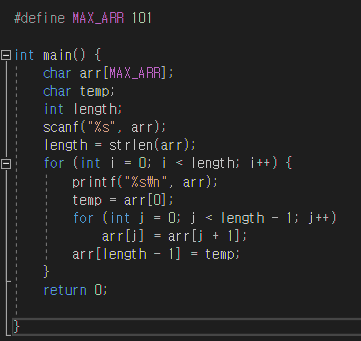 #define MAX_ARR 101
int main() {
char arr[MAX_ARR];
char temp;
int length;
scanf("%s", arr);
length = strlen(arr);
for (int i = 0; i < length; i++) {
printf("%s₩n", arr);
temp = arr[0];
for (int j = 0; j < length - 1; j++)
arr[j] = arr[j + 1];
arr[length - 1] = temp;
}
return 0;
}